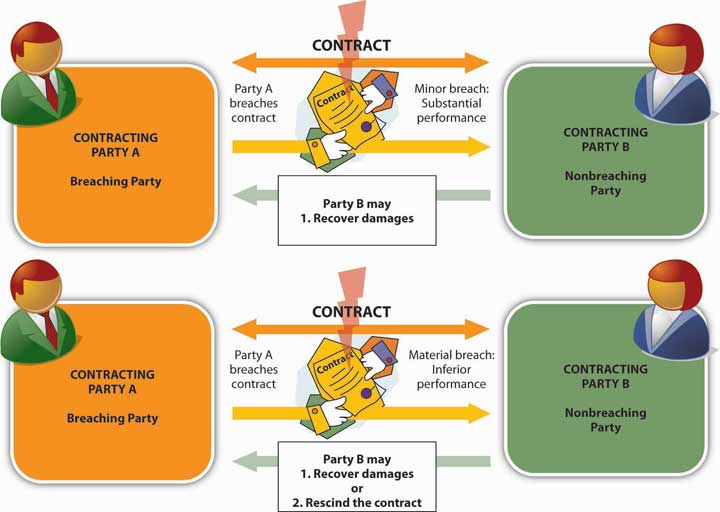 CONTRACT
Party A
breaches
contract
Contract
Minor breach:
Substantial
performance
CONTRACTING
PARTY A
Breaching Party
CONTRACTING
PARTY B
Nonbreaching
Party
Party B may
1. Recover damages
CONTRACT
Party A
breaches
contract
Contract
Material breach:
Inferior
performance
CONTRACTING
PARTY A
Breaching Party
CONTRACTING
PARTY B
Nonbreaching
Party
Party B may
1. Recover damages
or
2. Rescind the contract